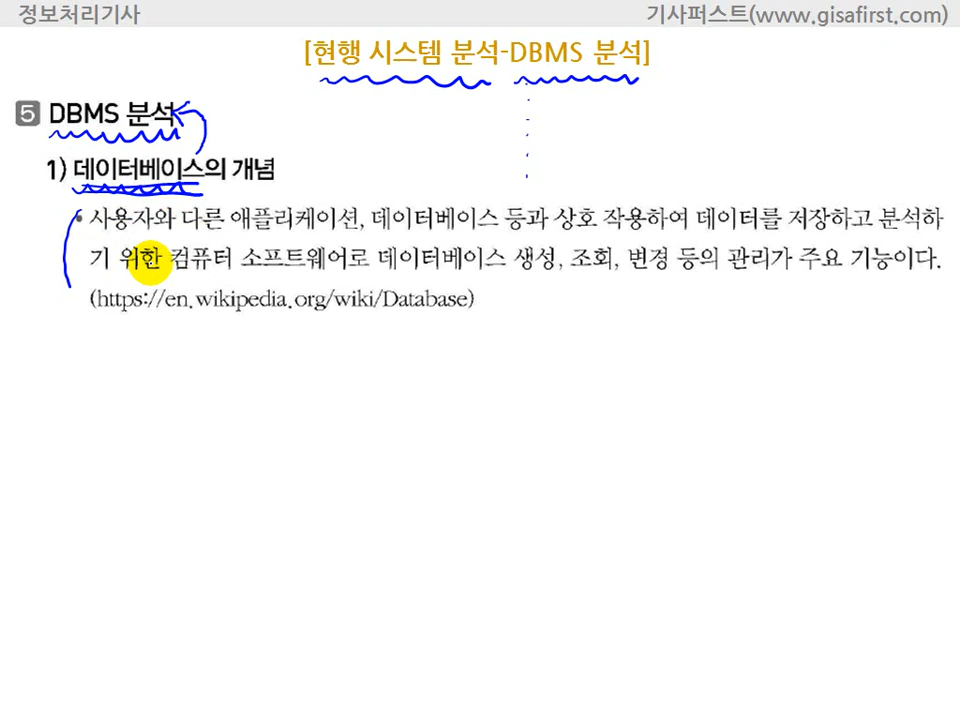 정보처리기사
기사퍼스트(www.gisafirst.com)
[현행 시스템 분석-DBMS 분석]
5 DBMS 분석
1) 데이터베이스의 개념
• 사용자와 다른 애플리케이션, 데이터베이스 등과 상호 작용하여 데이터를 저장하고 분석하
기 위한 컴퓨터 소프트웨어로 데이터베이스 생성, 조회, 변경 등의 관리가 주요 기능이다.
(https://en.wikipedia.org/wiki/Database)